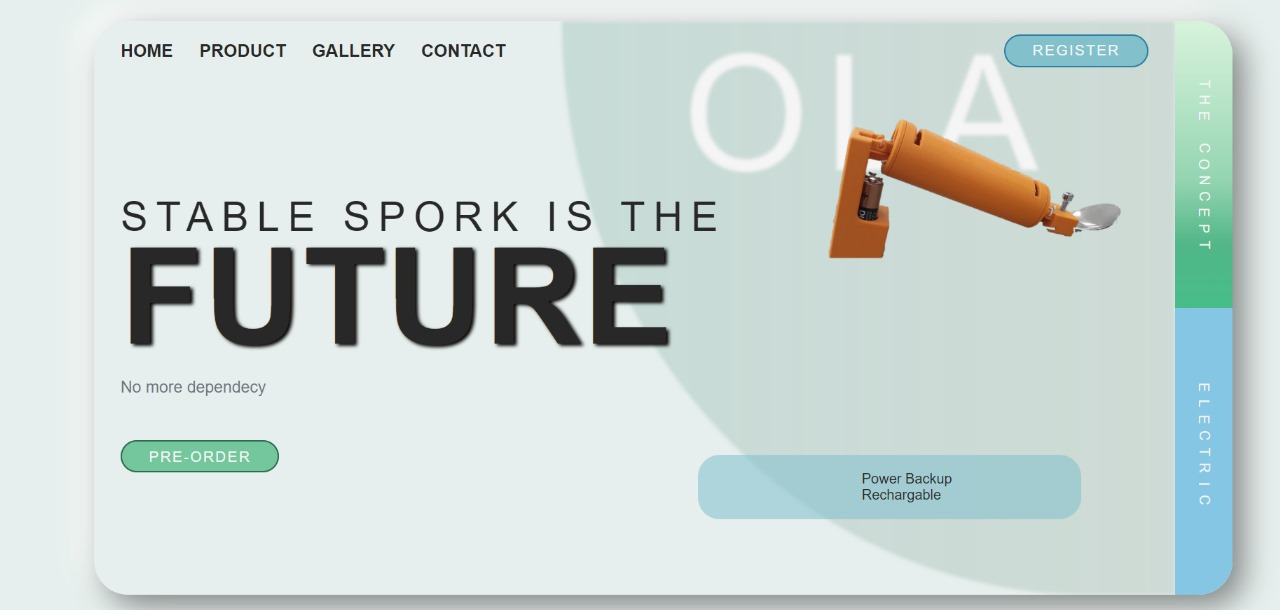 HOME PRODUCT GALLERY CONTACT
REGISTER
OLA
STABLE SPORK IS THE
FUTURE
No more dependecy
PRE-ORDER
Power Backup
Rechargable
THE CONCEPT
ELECTRIC